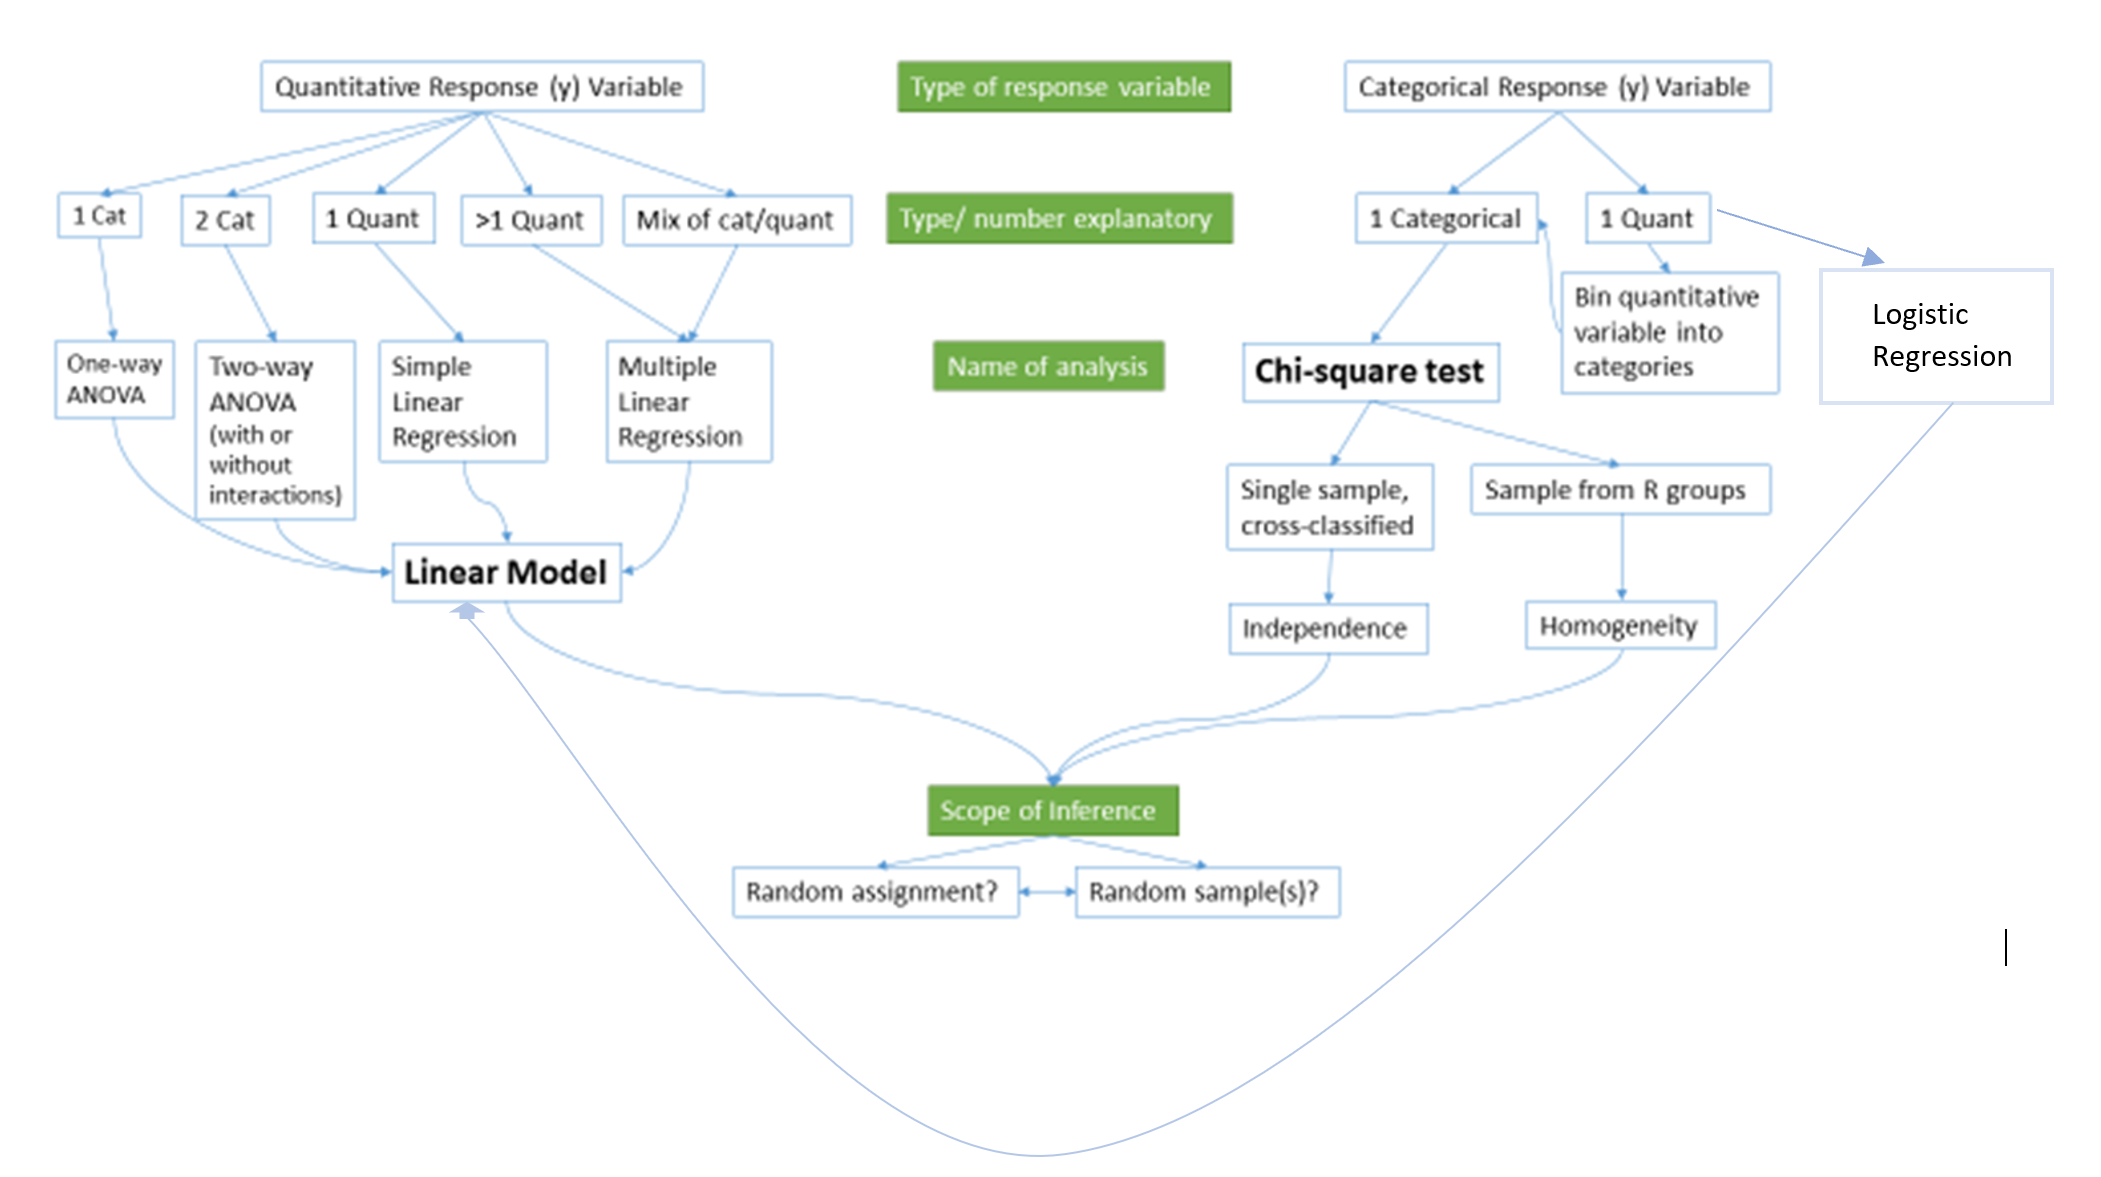 Quantitative Response (y) Variable
Type of response variable
Categorical Response (y) Variable
1 Cat
2 Cat
1 Quant
>1 Quant
Mix of cat/quant
Type/ number explanatory
1 Categorical
1 Quant
One-way
ANOVA
Two-way
ANOVA
(with or
without
interactions)
Simple
Linear
Regression
Multiple
Linear
Regression
Name of analysis
Chi-square test
Bin quantitative
variable into
categories
Logistic
Regression
Single sample,
cross-classified
Sample from R groups
Linear Model
Independence
Homogeneity
Scope of Inference
Random assignment?
Random sample(s)?